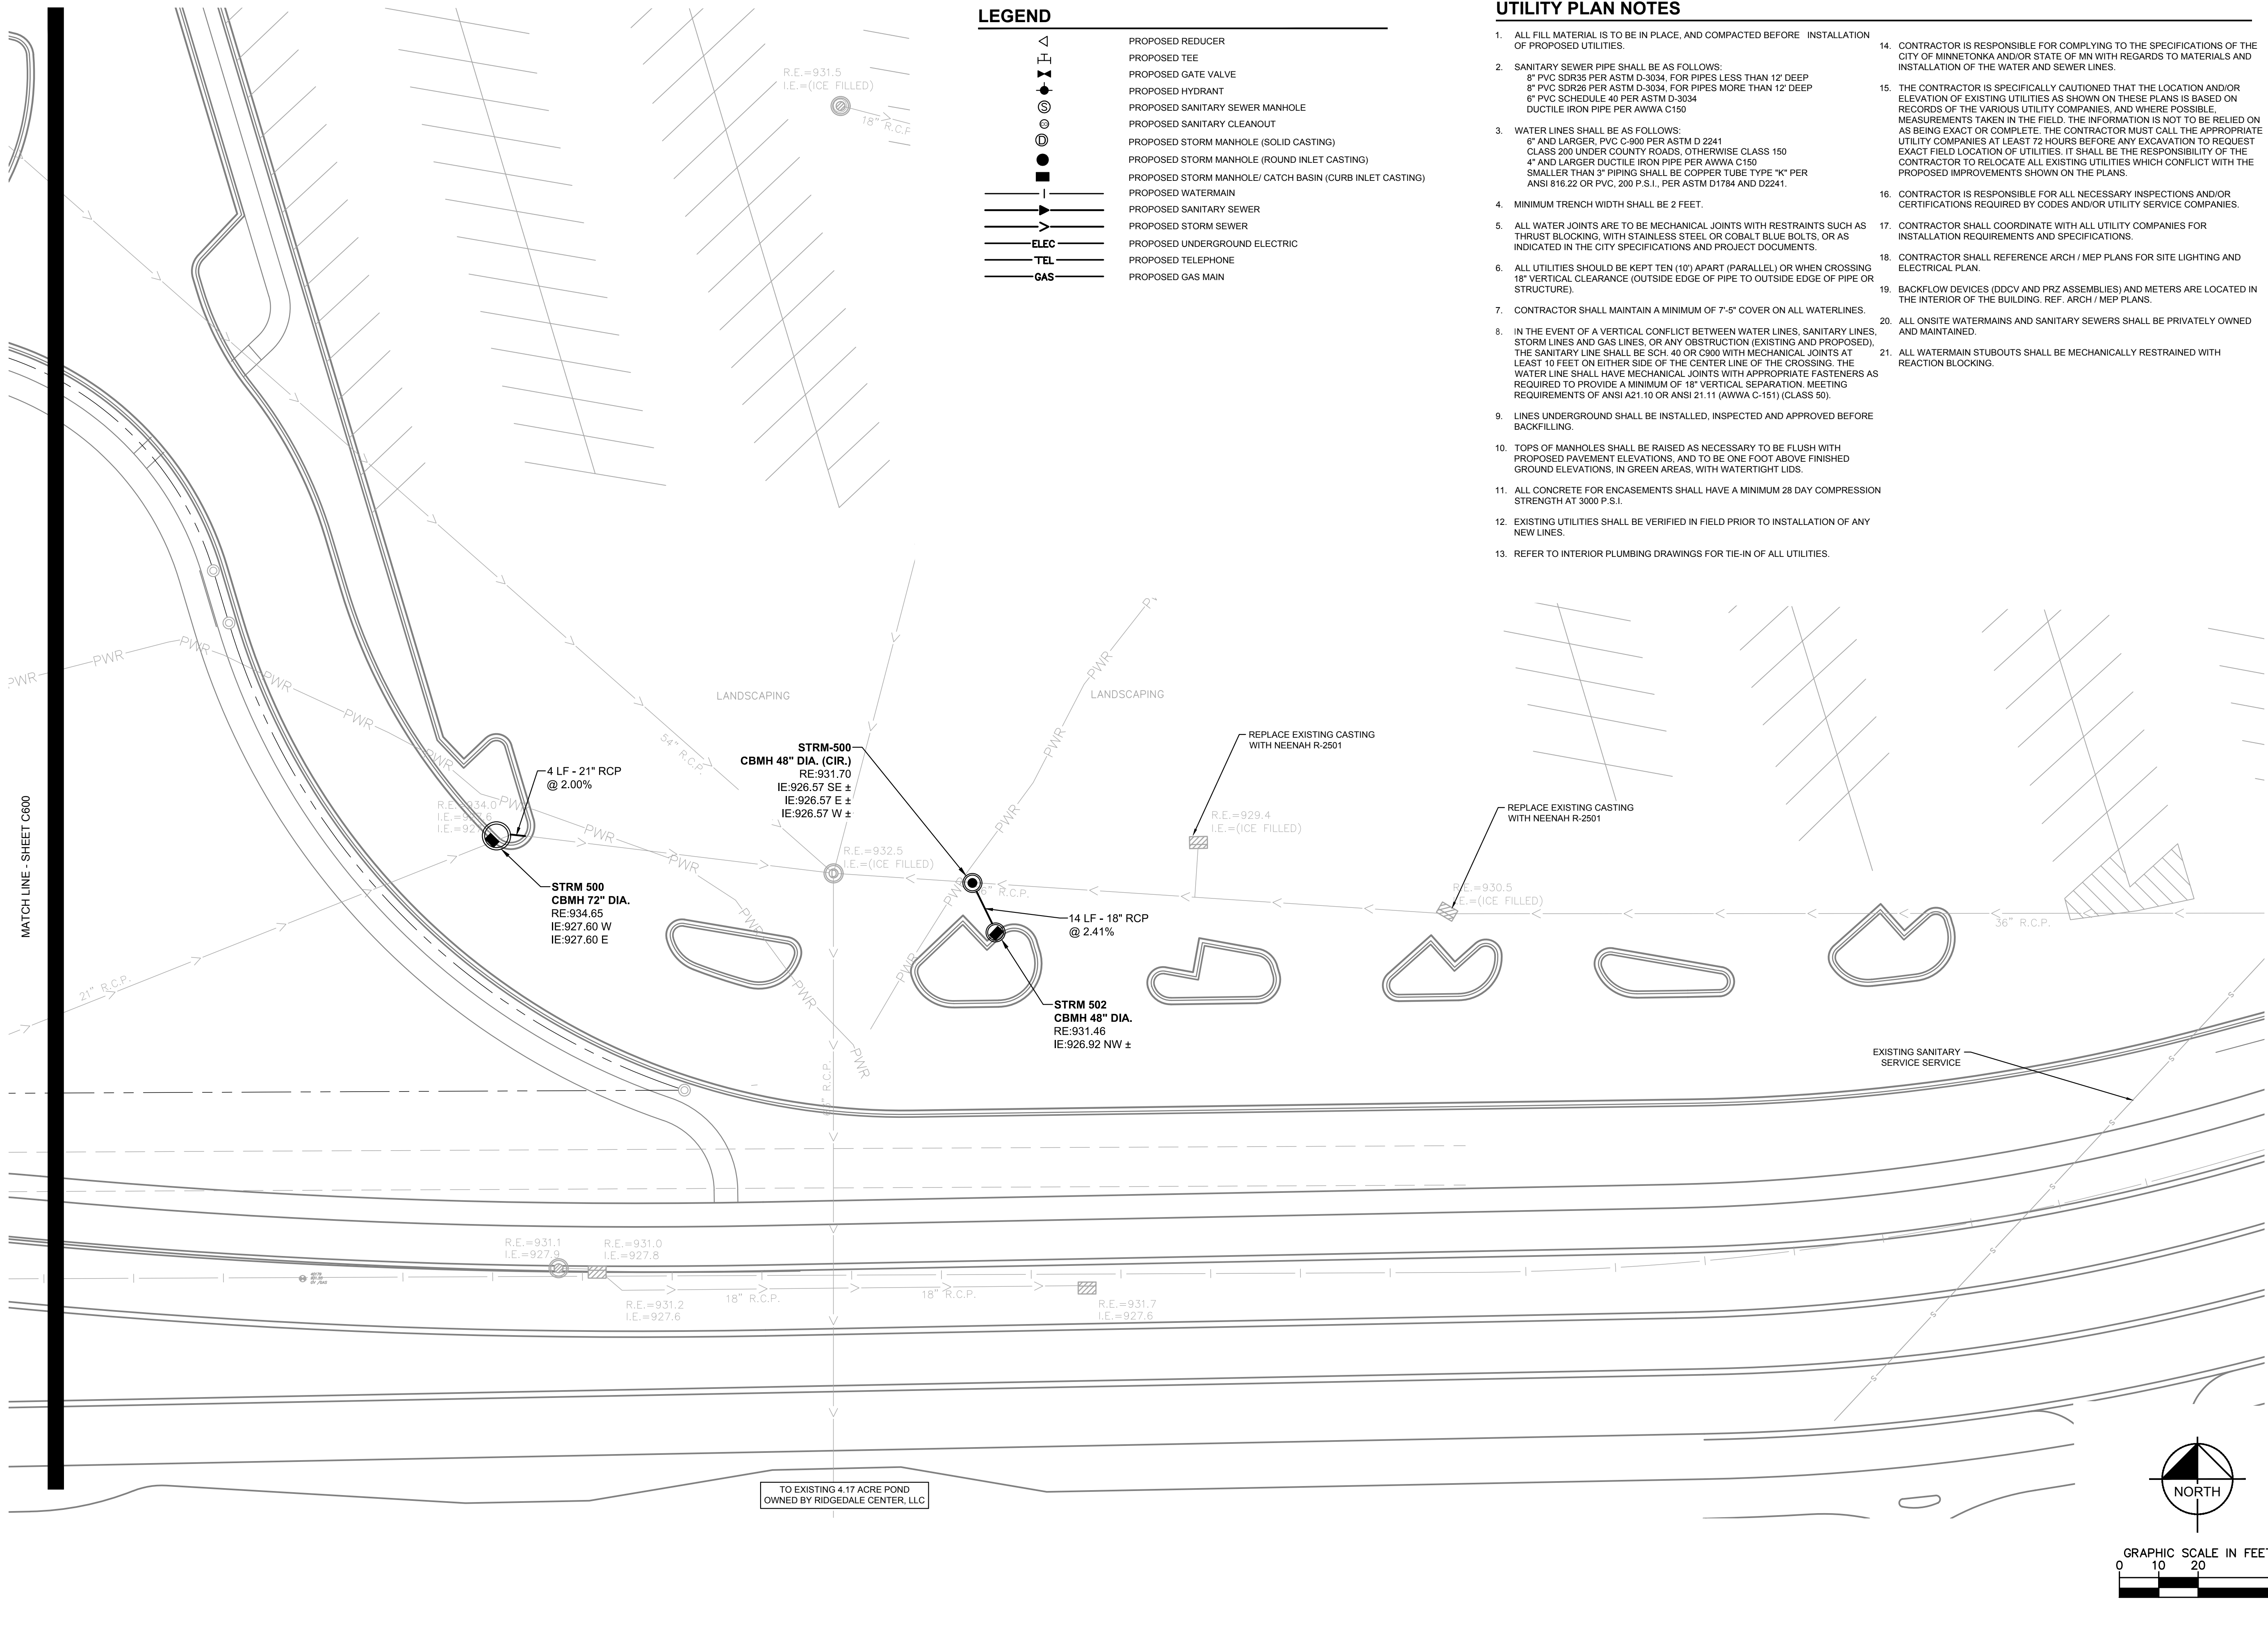 LEGEND
PROPOSED REDUCER
PROPOSED TEE
PROPOSED GATE VALVE
PROPOSED HYDRANT
S
PROPOSED SANITARY SEWER MANHOLE
PROPOSED SANITARY CLEANOUT
D
PROPOSED STORM MANHOLE (SOLID CASTING)
PROPOSED STORM MANHOLE (ROUND INLET CASTING)
PROPOSED STORM MANHOLE/ CATCH BASIN (CURB INLET CASTING)
PROPOSED WATERMAIN
PROPOSED SANITARY SEWER
PROPOSED STORM SEWER
ELEC
PROPOSED UNDERGROUND ELECTRIC
TEL
PROPOSED TELEPHONE
GAS
PROPOSED GAS MAIN
UTILITY PLAN NOTES
1. ALL FILL MATERIAL IS TO BE IN PLACE, AND COMPACTED BEFORE INSTALLATION
OF PROPOSED UTILITIES.
2. SANITARY SEWER PIPE SHALL BE AS FOLLOWS:
8" PVC SDR35 PER ASTM D-3034, FOR PIPES LESS THAN 12' DEEP
8" PVC SDR26 PER ASTM D-3034, FOR PIPES MORE THAN 12' DEEP
6" PVC SCHEDULE 40 PER ASTM D-3034
DUCTILE IRON PIPE PER AWWA C150
3. WATER LINES SHALL BE AS FOLLOWS:
6" AND LARGER, PVC C-900 PER ASTM D 2241
CLASS 200 UNDER COUNTY ROADS, OTHERWISE CLASS 150
4" AND LARGER DUCTILE IRON PIPE PER AWWA C150
SMALLER THAN 3" PIPING SHALL BE COPPER TUBE TYPE "K" PER
ANSI 816.22 OR PVC, 200 P.S.I., PER ASTM D1784 AND D2241.
4. MINIMUM TRENCH WIDTH SHALL BE 2 FEET.
5. ALL WATER JOINTS ARE TO BE MECHANICAL JOINTS WITH RESTRAINTS SUCH AS
THRUST BLOCKING, WITH STAINLESS STEEL OR COBALT BLUE BOLTS, OR AS
INDICATED IN THE CITY SPECIFICATIONS AND PROJECT DOCUMENTS.
6. ALL UTILITIES SHOULD BE KEPT TEN (10') APART (PARALLEL) OR WHEN CROSSING
18" VERTICAL CLEARANCE (OUTSIDE EDGE OF PIPE TO OUTSIDE EDGE OF PIPE OR
STRUCTURE).
7. CONTRACTOR SHALL MAINTAIN A MINIMUM OF 7'-5" COVER ON ALL WATERLINES.
8. IN THE EVENT OF A VERTICAL CONFLICT BETWEEN WATER LINES, SANITARY LINES,
STORM LINES AND GAS LINES, OR ANY OBSTRUCTION (EXISTING AND PROPOSED),
THE SANITARY LINE SHALL BE SCH. 40 OR C900 WITH MECHANICAL JOINTS AT
LEAST 10 FEET ON EITHER SIDE OF THE CENTER LINE OF THE CROSSING. THE
WATER LINE SHALL HAVE MECHANICAL JOINTS WITH APPROPRIATE FASTENERS AS
REQUIRED TO PROVIDE A MINIMUM OF 18" VERTICAL SEPARATION. MEETING
REQUIREMENTS OF ANSI A21.10 OR ANSI 21.11 (AWWA C-151) (CLASS 50).
9. LINES UNDERGROUND SHALL BE INSTALLED, INSPECTED AND APPROVED BEFORE
BACKFILLING.
10. TOPS OF MANHOLES SHALL BE RAISED AS NECESSARY TO BE FLUSH WITH
PROPOSED PAVEMENT ELEVATIONS, AND TO BE ONE FOOT ABOVE FINISHED
GROUND ELEVATIONS, IN GREEN AREAS, WITH WATERTIGHT LIDS.
11. ALL CONCRETE FOR ENCASEMENTS SHALL HAVE A MINIMUM 28 DAY COMPRESSION
STRENGTH AT 3000 P.S.I.
12. EXISTING UTILITIES SHALL BE VERIFIED IN FIELD PRIOR TO INSTALLATION OF ANY
NEW LINES.
13. REFER TO INTERIOR PLUMBING DRAWINGS FOR TIE-IN OF ALL UTILITIES.
14. CONTRACTOR IS RESPONSIBLE FOR COMPLYING TO THE SPECIFICATIONS OF THE
CITY OF MINNETONKA AND/OR STATE OF MN WITH REGARDS TO MATERIALS AND
INSTALLATION OF THE WATER AND SEWER LINES.
15. THE CONTRACTOR IS SPECIFICALLY CAUTIONED THAT THE LOCATION AND/OR
ELEVATION OF EXISTING UTILITIES AS SHOWN ON THESE PLANS IS BASED ON
RECORDS OF THE VARIOUS UTILITY COMPANIES, AND WHERE POSSIBLE,
MEASUREMENTS TAKEN IN THE FIELD. THE INFORMATION IS NOT TO BE RELIED ON
AS BEING EXACT OR COMPLETE. THE CONTRACTOR MUST CALL THE APPROPRIATE
UTILITY COMPANIES AT LEAST 72 HOURS BEFORE ANY EXCAVATION TO REQUEST
EXACT FIELD LOCATION OF UTILITIES. IT SHALL BE THE RESPONSIBILITY OF THE
CONTRACTOR TO RELOCATE ALL EXISTING UTILITIES WHICH CONFLICT WITH THE
PROPOSED IMPROVEMENTS SHOWN ON THE PLANS.
16. CONTRACTOR IS RESPONSIBLE FOR ALL NECESSARY INSPECTIONS AND/OR
CERTIFICATIONS REQUIRED BY CODES AND/OR UTILITY SERVICE COMPANIES.
17. CONTRACTOR SHALL COORDINATE WITH ALL UTILITY COMPANIES FOR
INSTALLATION REQUIREMENTS AND SPECIFICATIONS.
18. CONTRACTOR SHALL REFERENCE ARCH / MEP PLANS FOR SITE LIGHTING AND
ELECTRICAL PLAN.
19. BACKFLOW DEVICES (DDCV AND PRZ ASSEMBLIES) AND METERS ARE LOCATED IN
THE INTERIOR OF THE BUILDING. REF. ARCH / MEP PLANS.
20. ALL ONSITE WATERMAINS AND SANITARY SEWERS SHALL BE PRIVATELY OWNED
AND MAINTAINED.
21. ALL WATERMAIN STUBOUTS SHALL BE MECHANICALLY RESTRAINED WITH
REACTION BLOCKING.
R.E.=931.5
I.E.=(ICE FILLED)
18" R.C.P
PWR
PWR
PWR
PWR
PWR
PWR
PWR
PWR
PWR
PWR
PWR
PWR
PWR
LANDSCAPING
LANDSCAPING
PWR
PWR
PWR
PWR
PWR
54" R.C.P.
4 LF - 21" RCP
@ 2.00%
R.E.=934.0
STRM-500
CBMH 48" DIA. (CIR.)
RE:931.70
IE:926.57 SE ±
IE:926.57 E ±
IE:926.57 W ±
REPLACE EXISTING CASTING
WITH NEENAH R-2501
R.E.=929.4
I.E.=(ICE FILLED)
REPLACE EXISTING CASTING
WITH NEENAH R-2501
R.E.=932.5
I.E.=(ICE FILLED)
D
R.C.P.
R.E.=930.5
I.E.=(ICE FILLED)
36" R.C.P.
STRM 500
CBMH 72" DIA.
RE:934.65
IE:927.60 W
IE:927.60 E
14 LF - 18" RCP
@ 2.41%
STRM 502
CBMH 48" DIA.
RE:931.46
IE:926.92 NW ±
21" R.C.P.
R.C.P.
MATCH LINE - SHEET C600
EXISTING SANITARY
SERVICE SERVICE
S
S
S
S
S
S
S
R.E.=931.1
I.E.=927.9
R.E.=931.0
I.E.=927.8
R.E.=931.2
I.E.=927.6
18" R.C.P.
18" R.C.P.
R.E.=931.7
I.E.=927.6
TO EXISTING 4.17 ACRE POND
OWNED BY RIDGEDALE CENTER, LLC
NORTH
GRAPHIC SCALE IN FEET
0 10 20